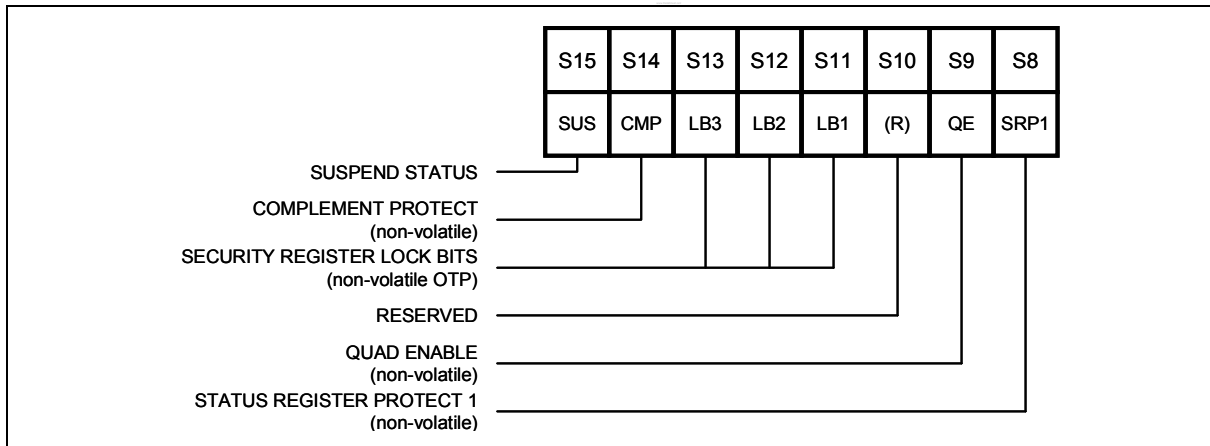 S15 S14 S13 S12 S11 S10 S9 S8
SUS CMP LB3 LB2 LB1 (R) QE SRP1
SUSPEND STATUS
COMPLEMENT PROTECT
(non-volatile)
SECURITY REGISTER LOCK BITS
(non-volatile OTP)
RESERVED
QUAD ENABLE
(non-volatile)
STATUS REGISTER PROTECT 1
(non-volatile)